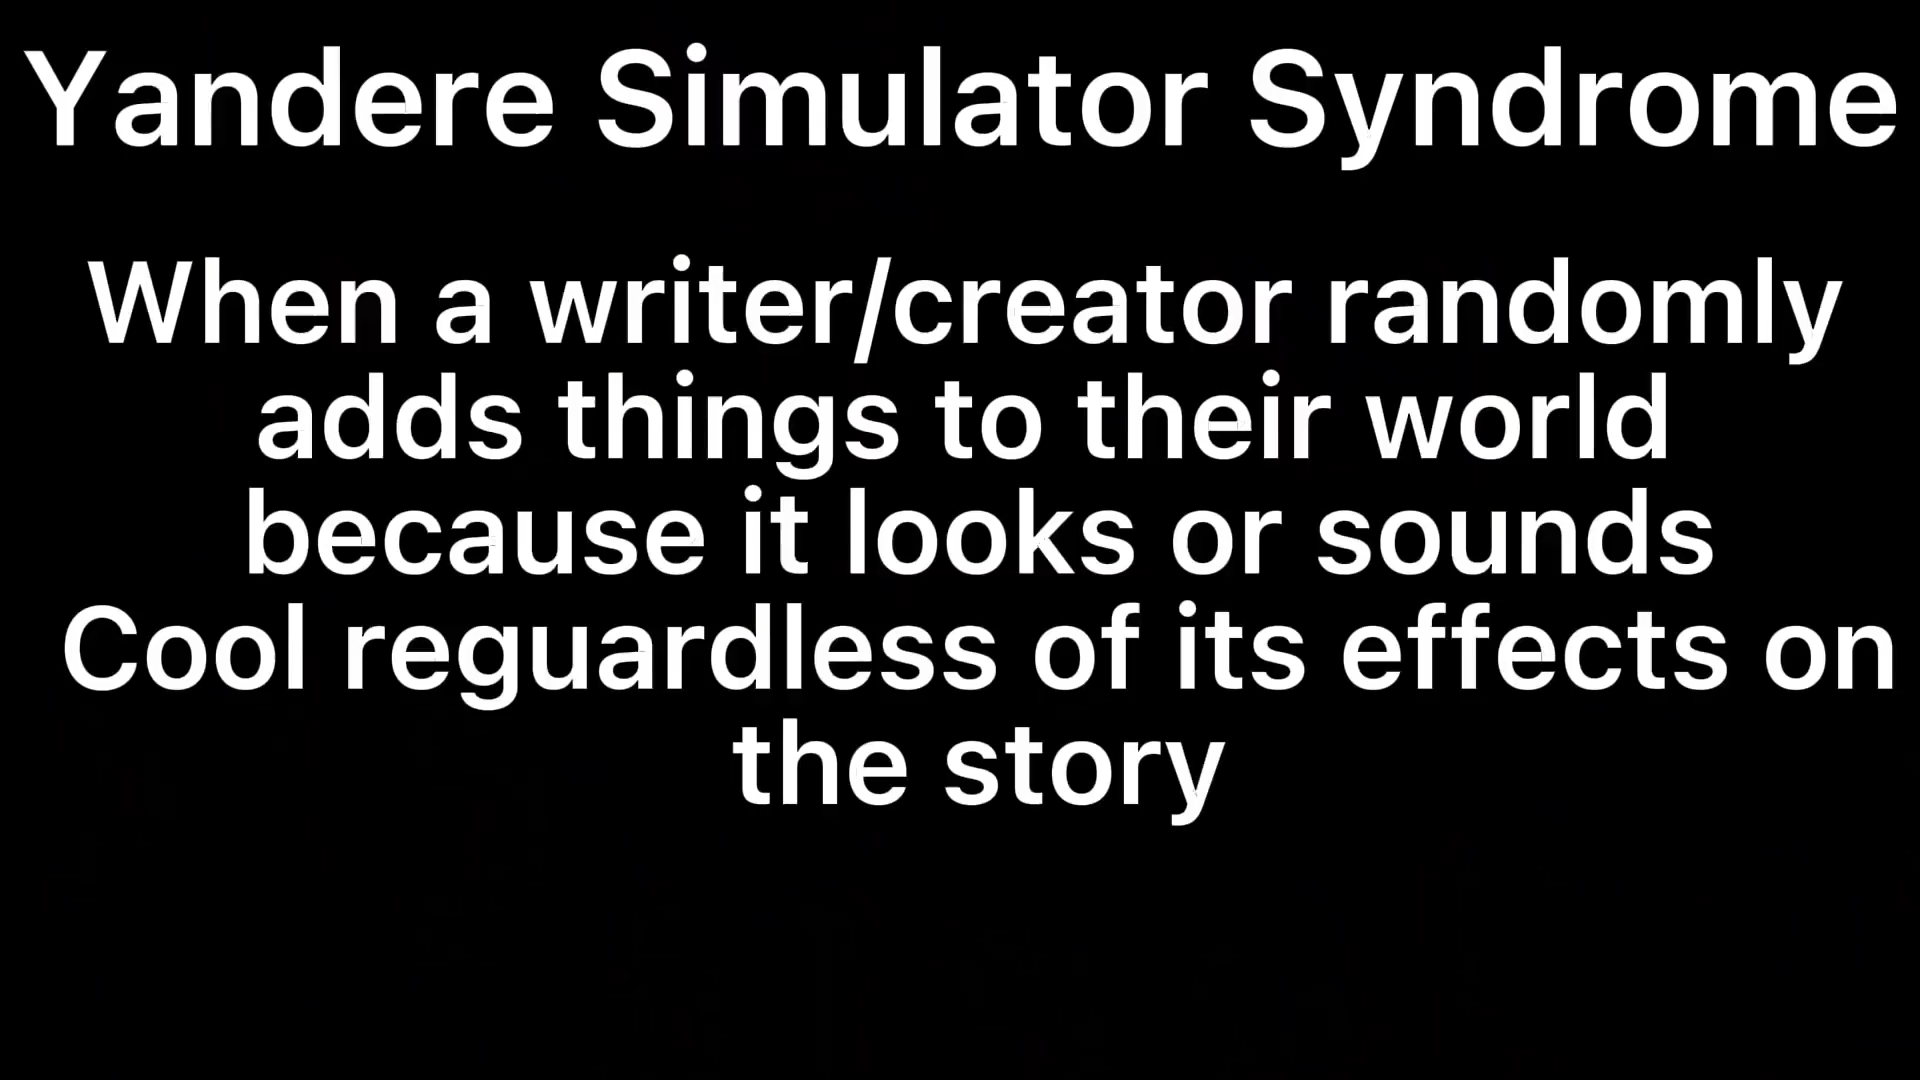 Yandere Simulator Syndrome
When a writer/creator randomly
adds things to their world
because it looks or sounds
Cool reguardless of its effects on
the story